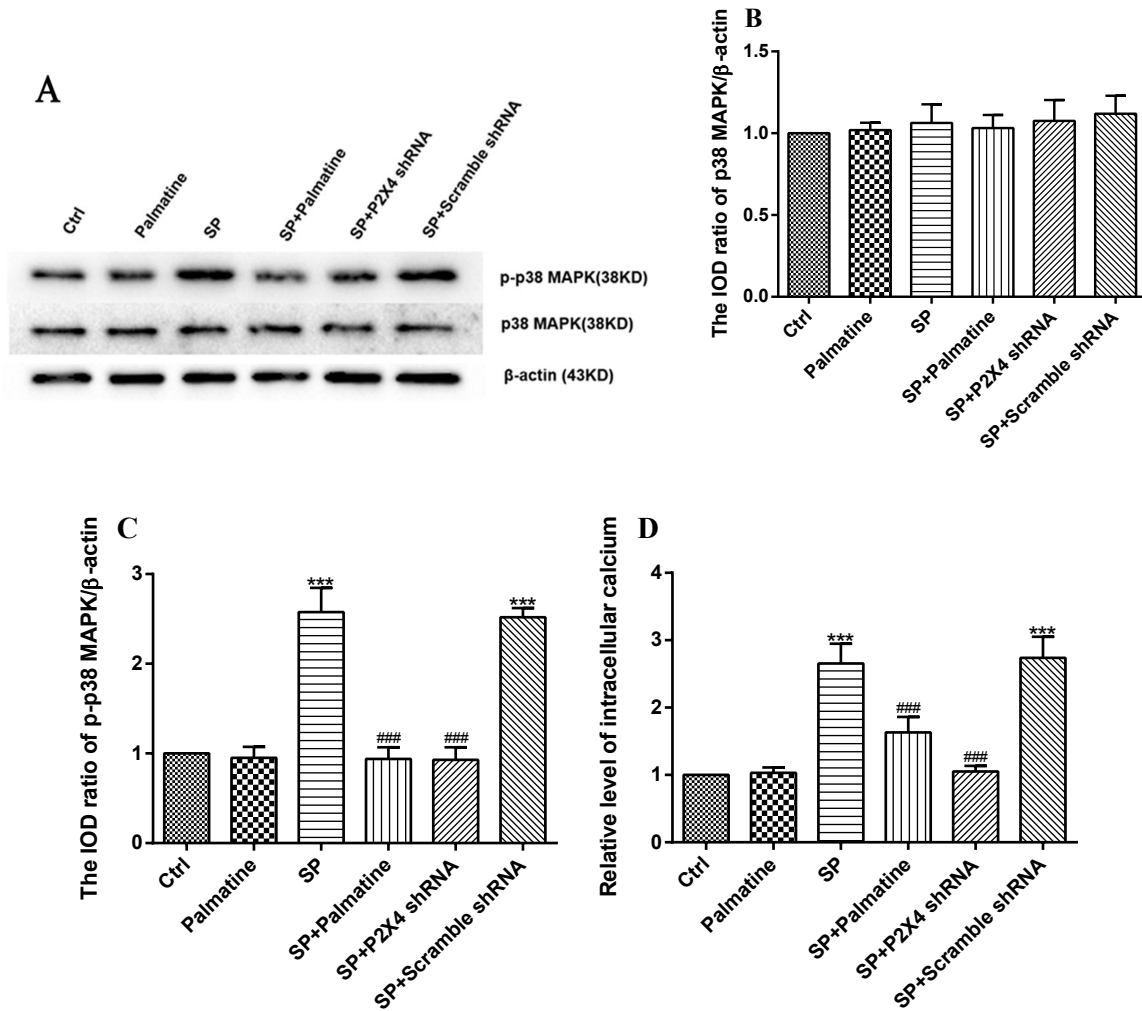 A
Ctrl
Palmatine
SP
SP+Palmatine
SP+P2X4 shRNA
SP+Scramble shRNA
p-p38 MAPK(38KD)
p38 MAPK(38KD)
β-actin (43KD)
B
The IOD ratio of p38 MAPK/β-actin
1.5
1.0
0.5
0.0
Ctrl
Palmatine
SP
SP+Palmatine
SP+P2X4 shRNA
SP+Scramble shRNA
C
The IOD ratio of p-p38 MAPK/β-actin
3
2
1
0
***
###
###
***
Ctrl
Palmatine
SP
SP+Palmatine
SP+P2X4 shRNA
SP+Scramble shRNA
D
Relative level of intracellular calcium
4
3
2
1
0
***
###
###
***
Ctrl
Palmatine
SP
SP+Palmatine
SP+P2X4 shRNA
SP+Scramble shRNA